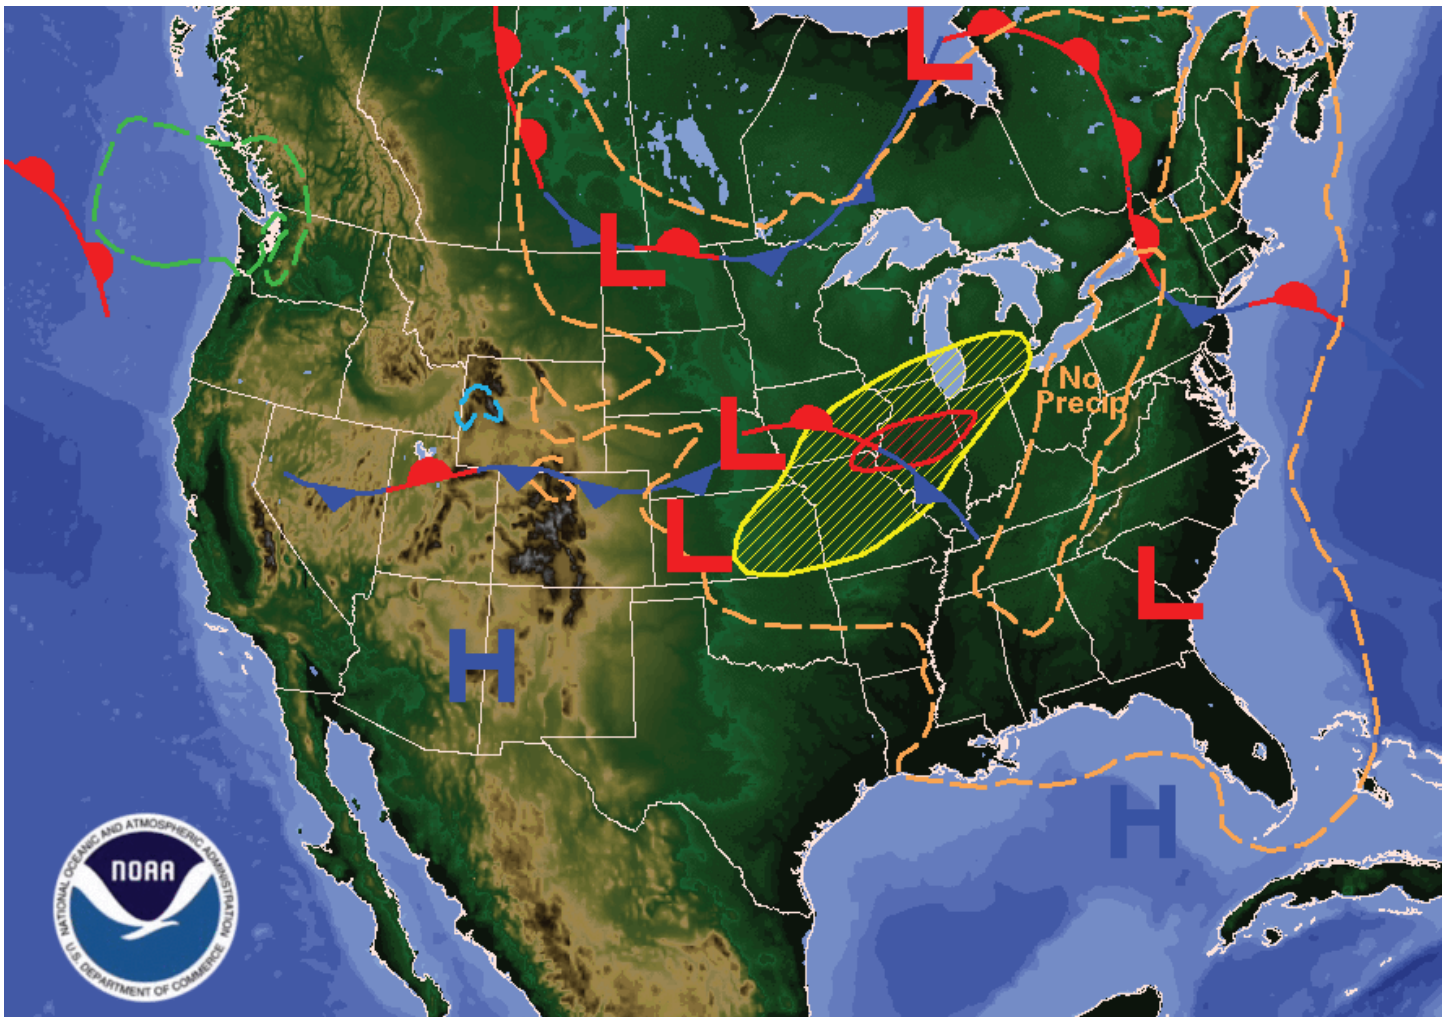 L
L
No
Precip
L
L
L
H
H
NATIONAL OCEANIC AND ATMOSPHERIC ADMINISTRATION
NOAA
U.S. DEPARTMENT OF COMMERCE